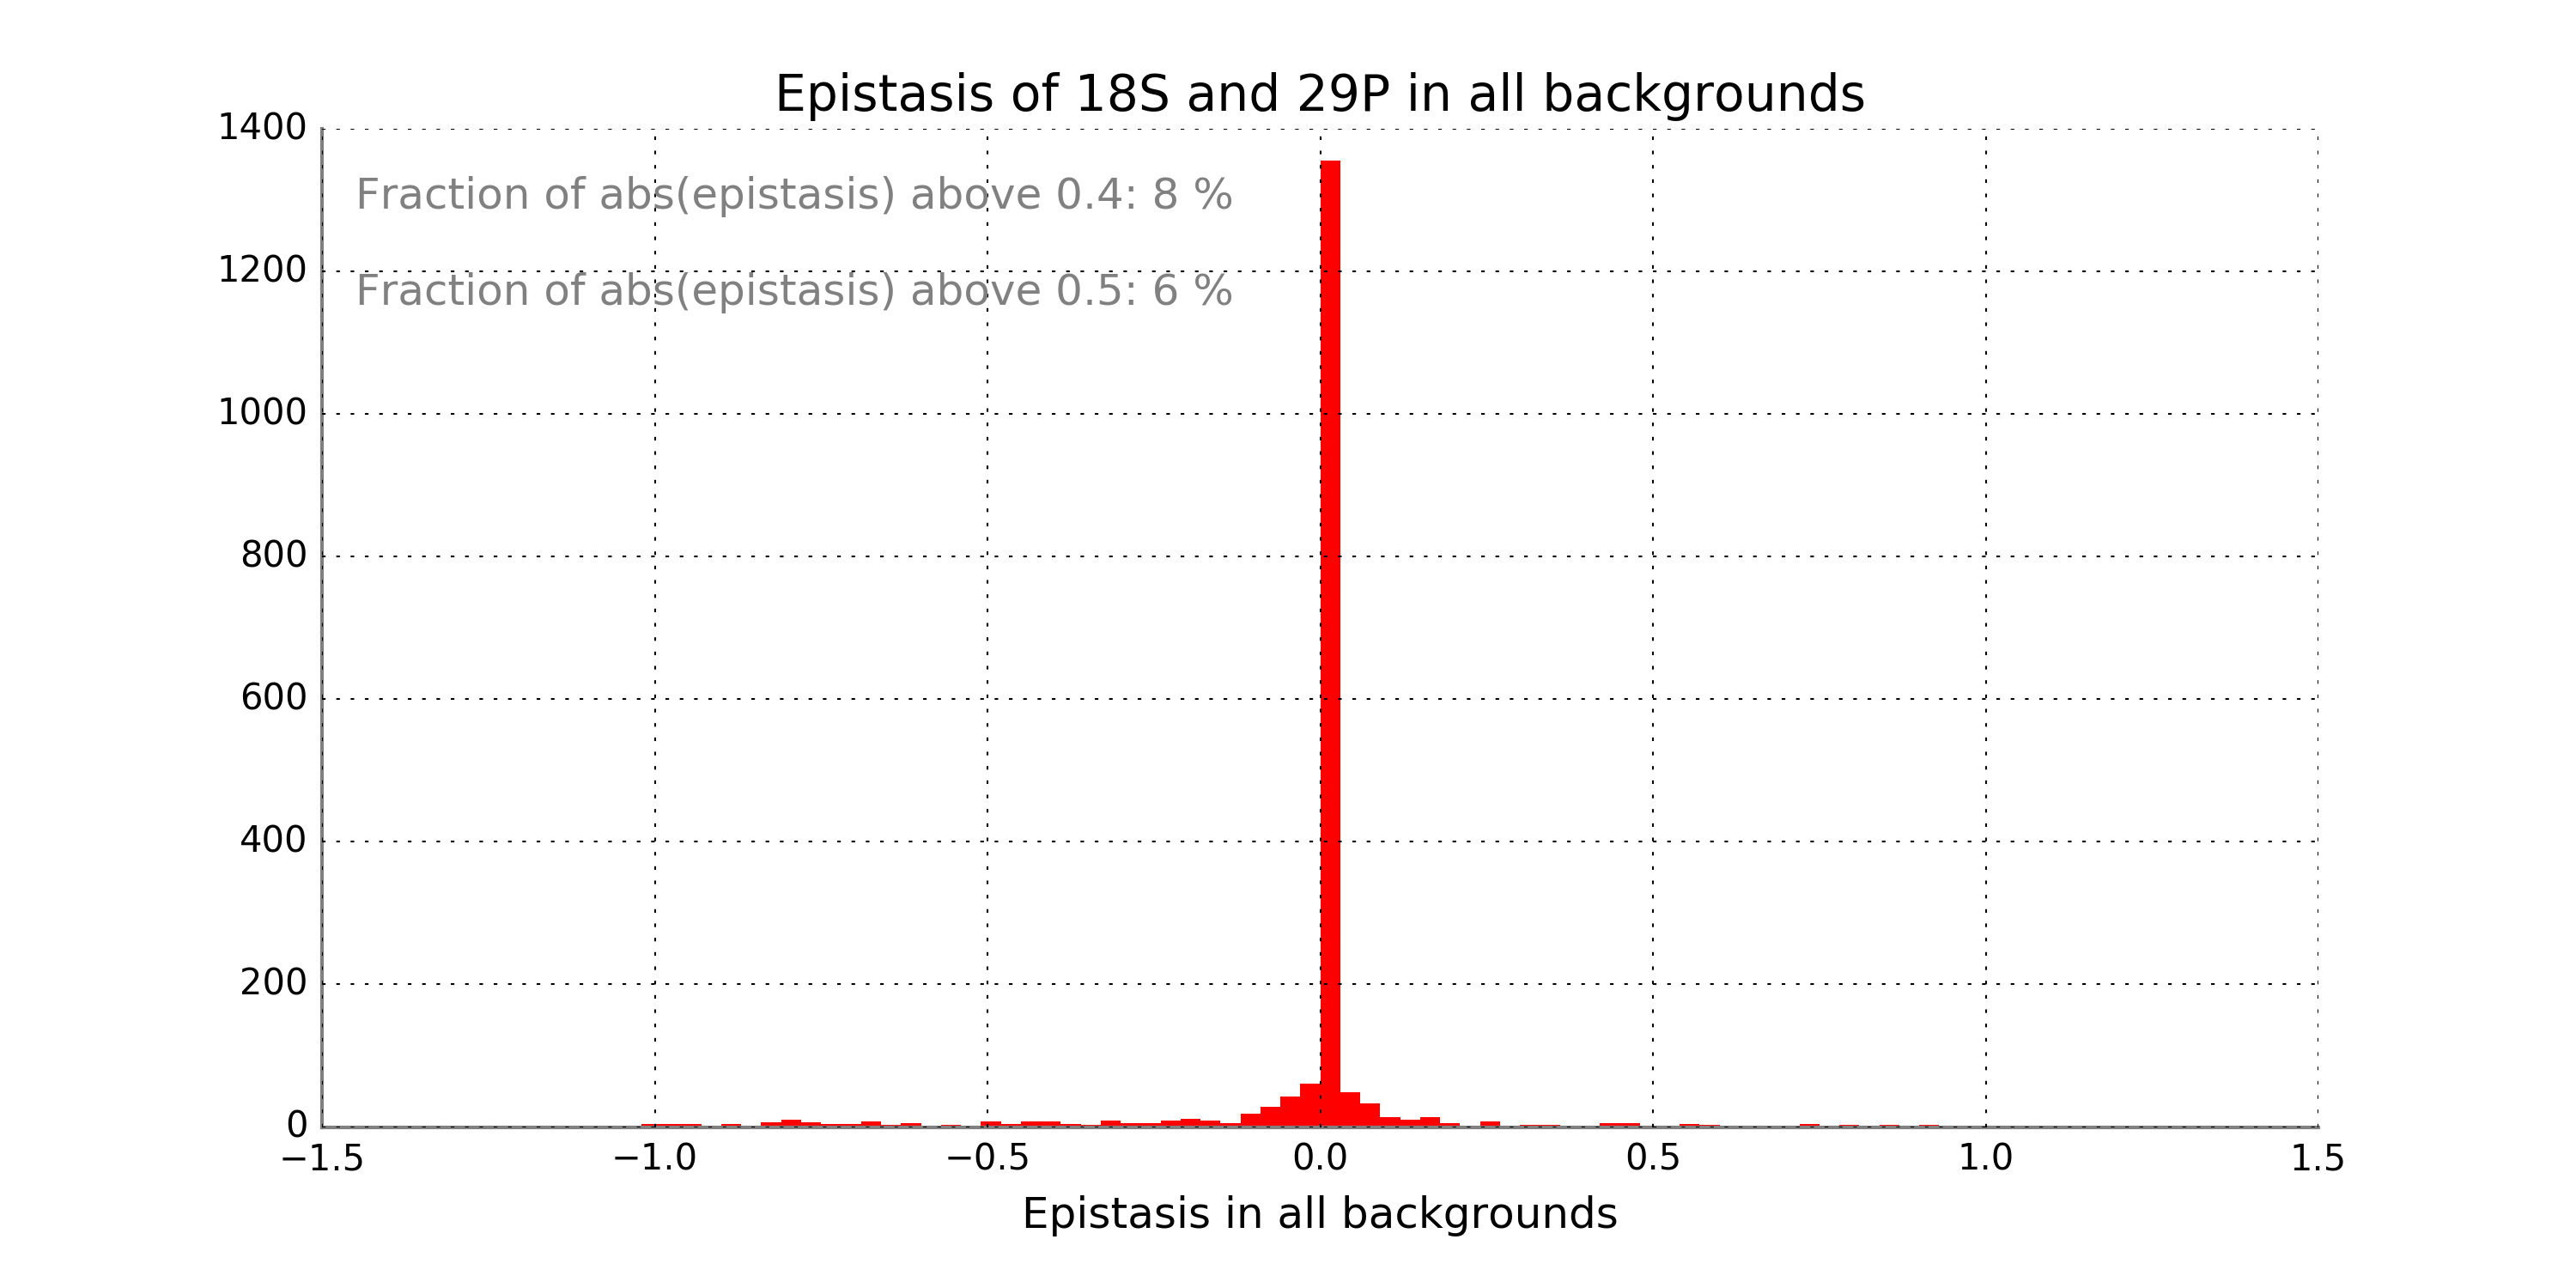 Epistasis of 18S and 29P in all backgrounds
1400
Fraction of abs(epistasis) above 0.4: 8 %
1200
Fraction of abs(epistasis) above 0.5: 6 %
1000
800
600
400
200
0
−1.5 −1.0 −0.5 0.0 0.5 1.0 1.5
Epistasis in all backgrounds